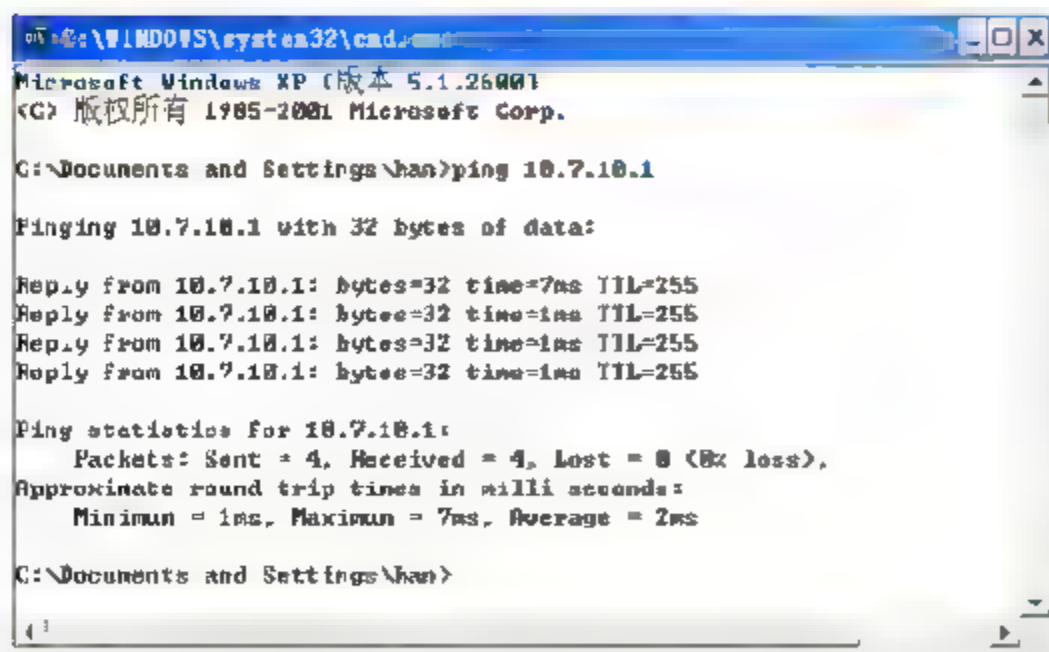 C:\WINDOWS\system32\cmd.exe
Microsoft Windows XP [版本 5.1.2600]
(C) 版权所有 1985-2001 Microsoft Corp.
C:\Documents and Settings\han>ping 10.7.10.1
Pinging 10.7.10.1 with 32 bytes of data:
Reply from 10.7.10.1: bytes=32 time=7ms TTL=255
Reply from 10.7.10.1: bytes=32 time=1ms TTL=255
Reply from 10.7.10.1: bytes=32 time=1ms TTL=255
Reply from 10.7.10.1: bytes=32 time=1ms TTL=255
Ping statistics for 10.7.10.1:
Packets: Sent = 4, Received = 4, Lost = 0 (0% loss),
Approximate round trip times in milli-seconds:
Minimum = 1ms, Maximum = 7ms, Average = 2ms
C:\Documents and Settings\han>